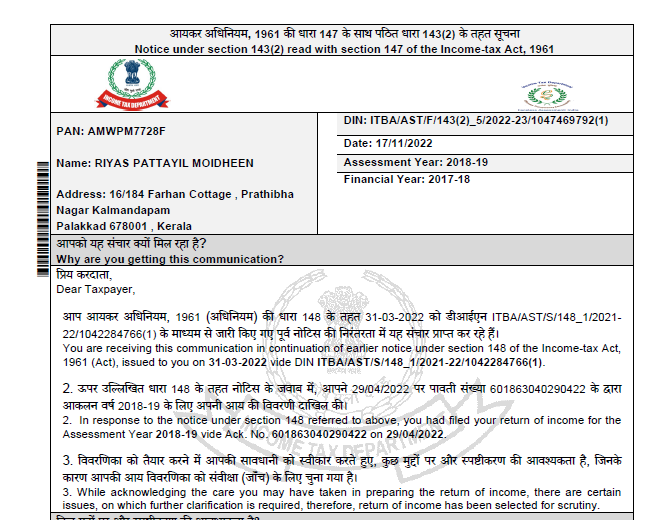 आयकर अधिनियम, 1961 की धारा 147 के साथ पठित धारा 143(2) के तहत सूचना
Notice under section 143(2) read with section 147 of the Income-tax Act, 1961
INCOME TAX DEPARTMENT
PAN: AMWPM7728F
Name: RIYAS PATTAYIL MOIDHEEN
Address: 16/184 Farhan Cottage , Prathibha
Nagar Kalmandapam
Palakkad 678001 , Kerala
DIN: ITBA/AST/F/143(2)_5/2022-23/1047469792(1)
Date: 17/11/2022
Assessment Year: 2018-19
Financial Year: 2017-18
आपको यह संचार क्यों मिल रहा है?
Why are you getting this communication?
प्रिय करदाता,
Dear Taxpayer,
आप आयकर अधिनियम, 1961 (अधिनियम) की धारा 148 के तहत 31-03-2022 को डीआईएन ITBA/AST/S/148_1/2021-
22/1042284766(1) के माध्यम से जारी किए गए पूर्व नोटिस की निरंतरता में यह संचार प्राप्त कर रहे हैं।
You are receiving this communication in continuation of earlier notice under section 148 of the Income-tax Act,
1961 (Act), issued to you on 31-03-2022 vide DIN ITBA/AST/S/148_1/2021-22/1042284766(1).
2. ऊपर उल्लिखित धारा 148 के तहत नोटिस के जवाब में, आपने 29/04/2022 पर पावती संख्या 601863040290422 के द्वारा
आकलन वर्ष 2018-19 के लिए अपनी आय की विवरणी दाखिल की।
2. In response to the notice under section 148 referred to above, you had filed your return of income for the
Assessment Year 2018-19 vide Ack. No. 601863040290422 on 29/04/2022.
3. विवरणिका को तैयार करने में आपकी सावधानी को स्वीकार करते हुए, कुछ मुद्दों पर और स्पष्टीकरण की आवश्यकता है, जिनके
कारण आपकी आय विवरणिका को संवीक्षा (जाँच) के लिए चुना गया है।
3. While acknowledging the care you may have taken in preparing the return of income, there are certain
issues, on which further clarification is required, therefore, return of income has been selected for scrutiny.
INCOME TAX DEPARTMENT